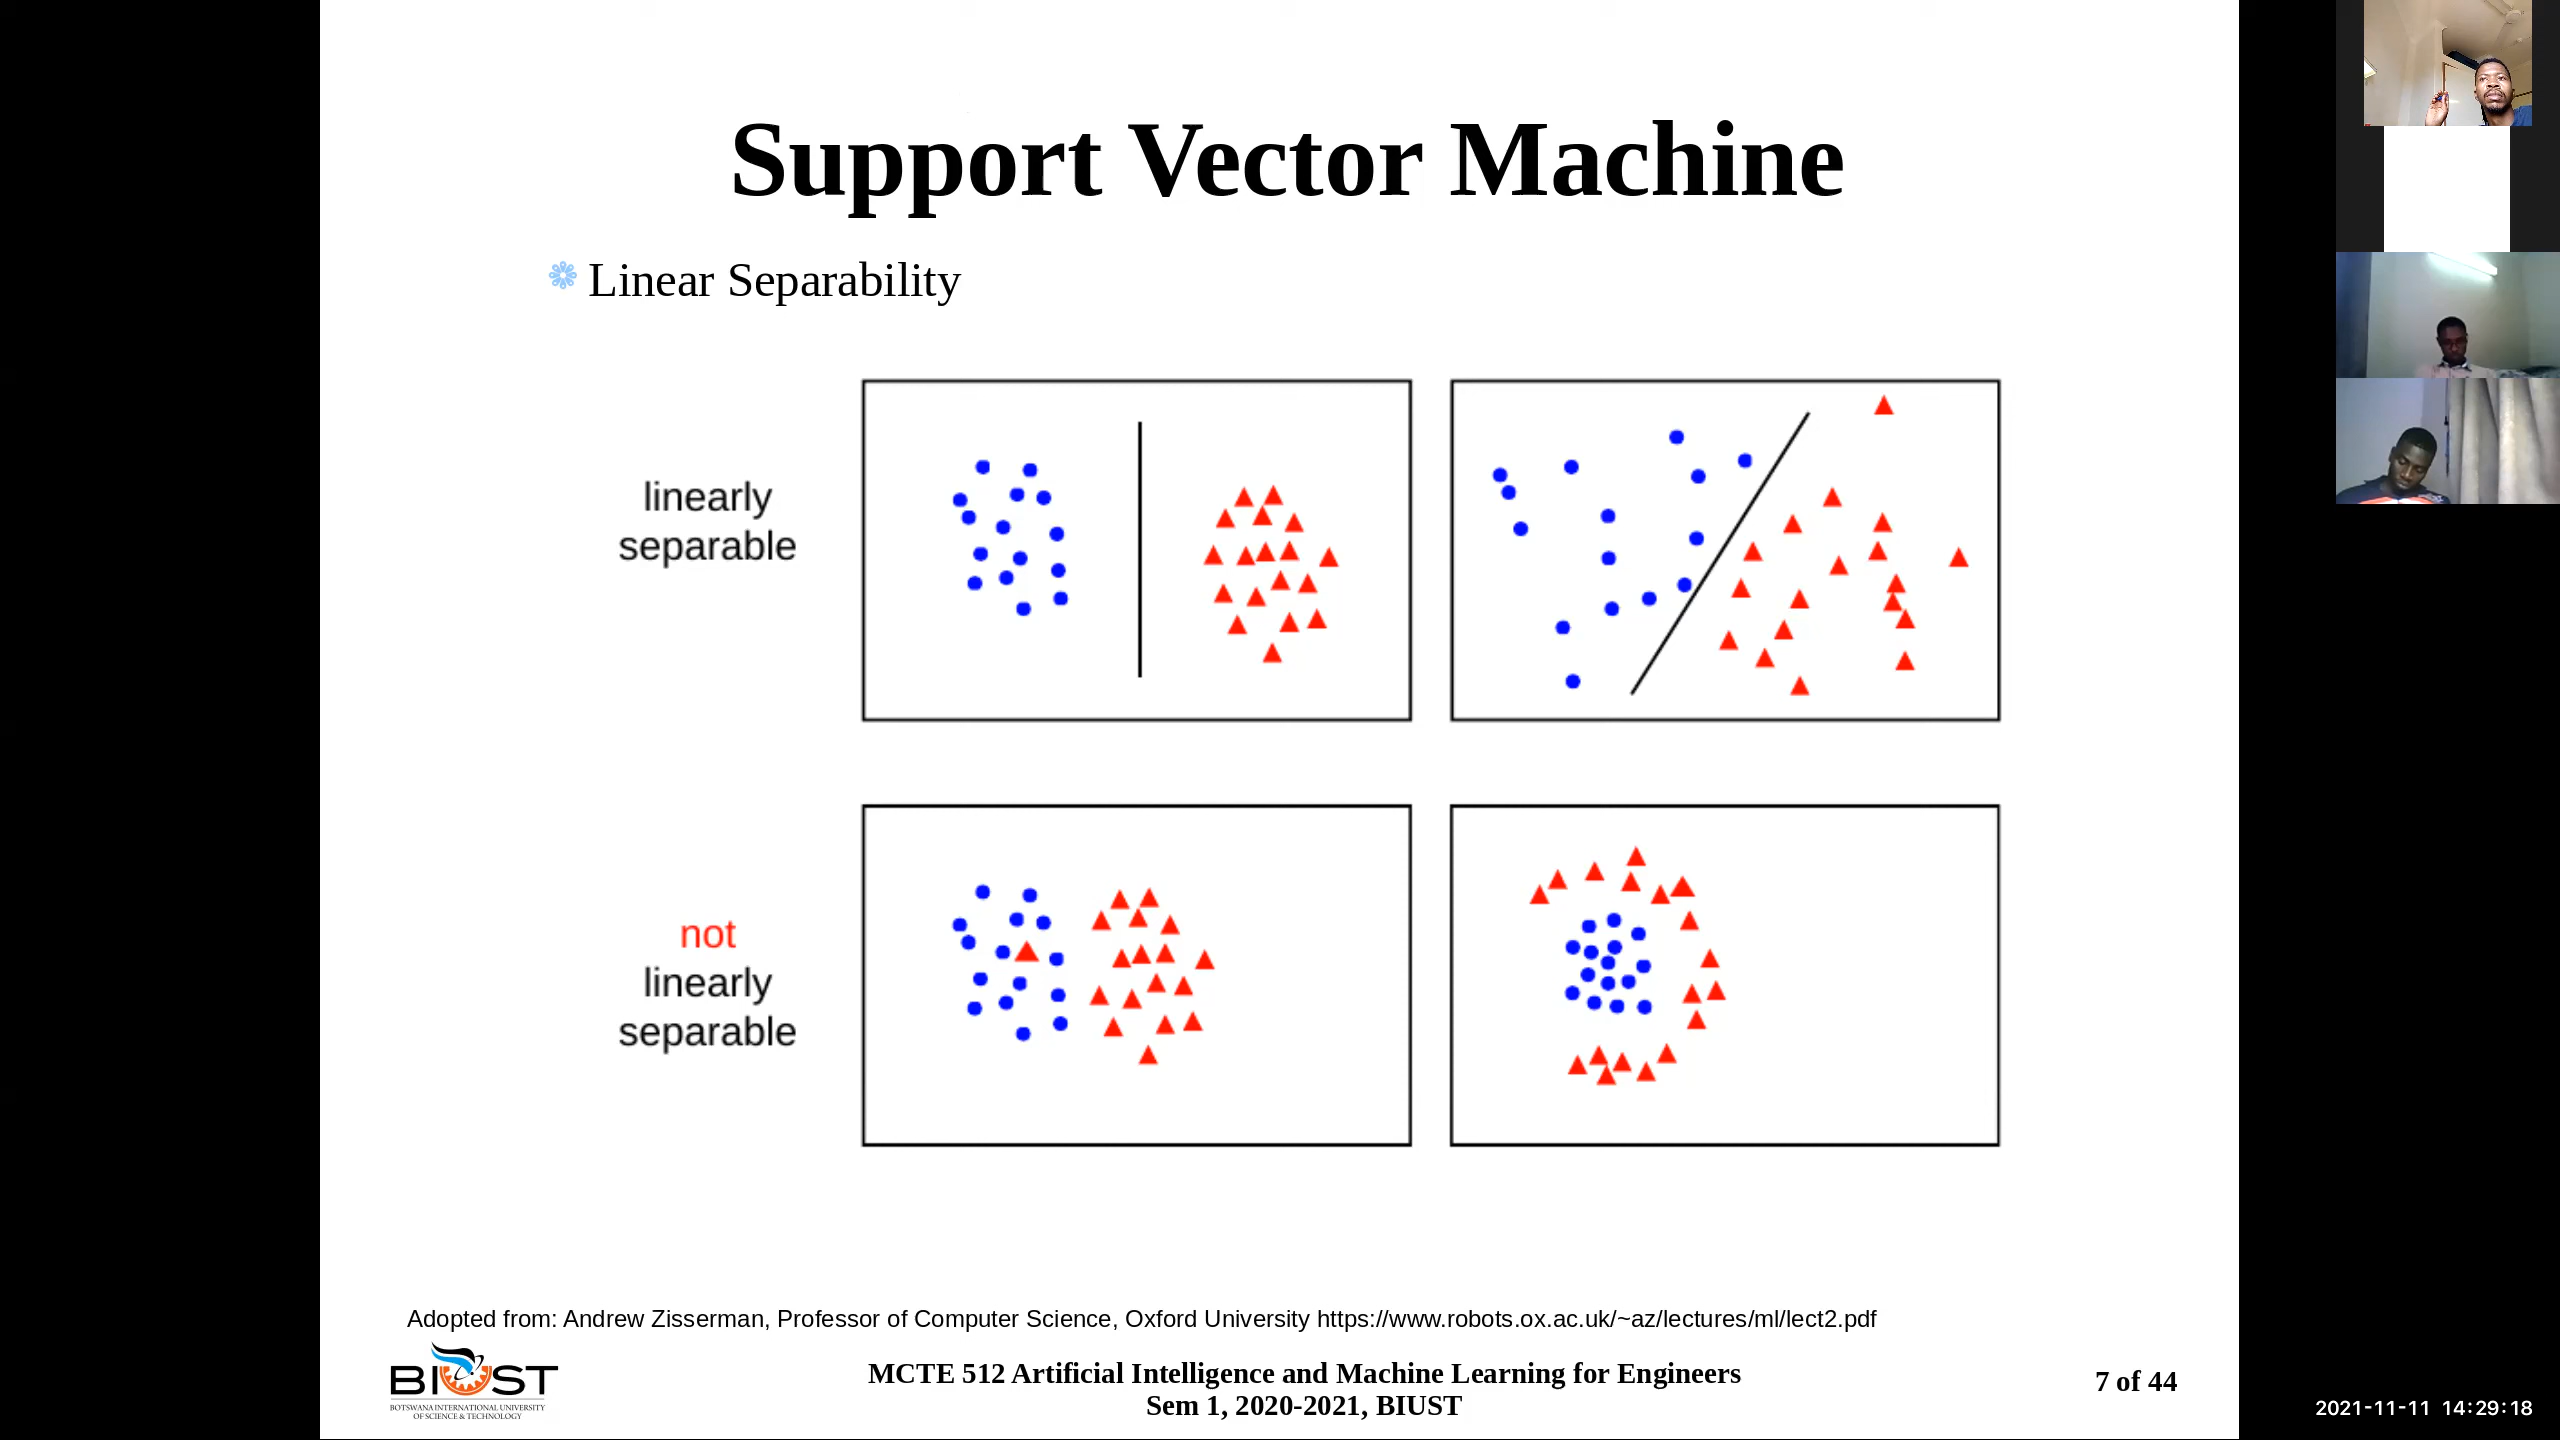 Support Vector Machine
Linear Separability
linearly
separable
not
linearly
separable
Adopted from: Andrew Zisserman, Professor of Computer Science, Oxford University https://www.robots.ox.ac.uk/~az/lectures/ml/lect2.pdf
BIUST
BOTSWANA INTERNATIONAL UNIVERSITY
OF SCIENCE & TECHNOLOGY
MCTE 512 Artificial Intelligence and Machine Learning for Engineers
Sem 1, 2020-2021, BIUST
7 of 44
2021-11-11 14:29:18